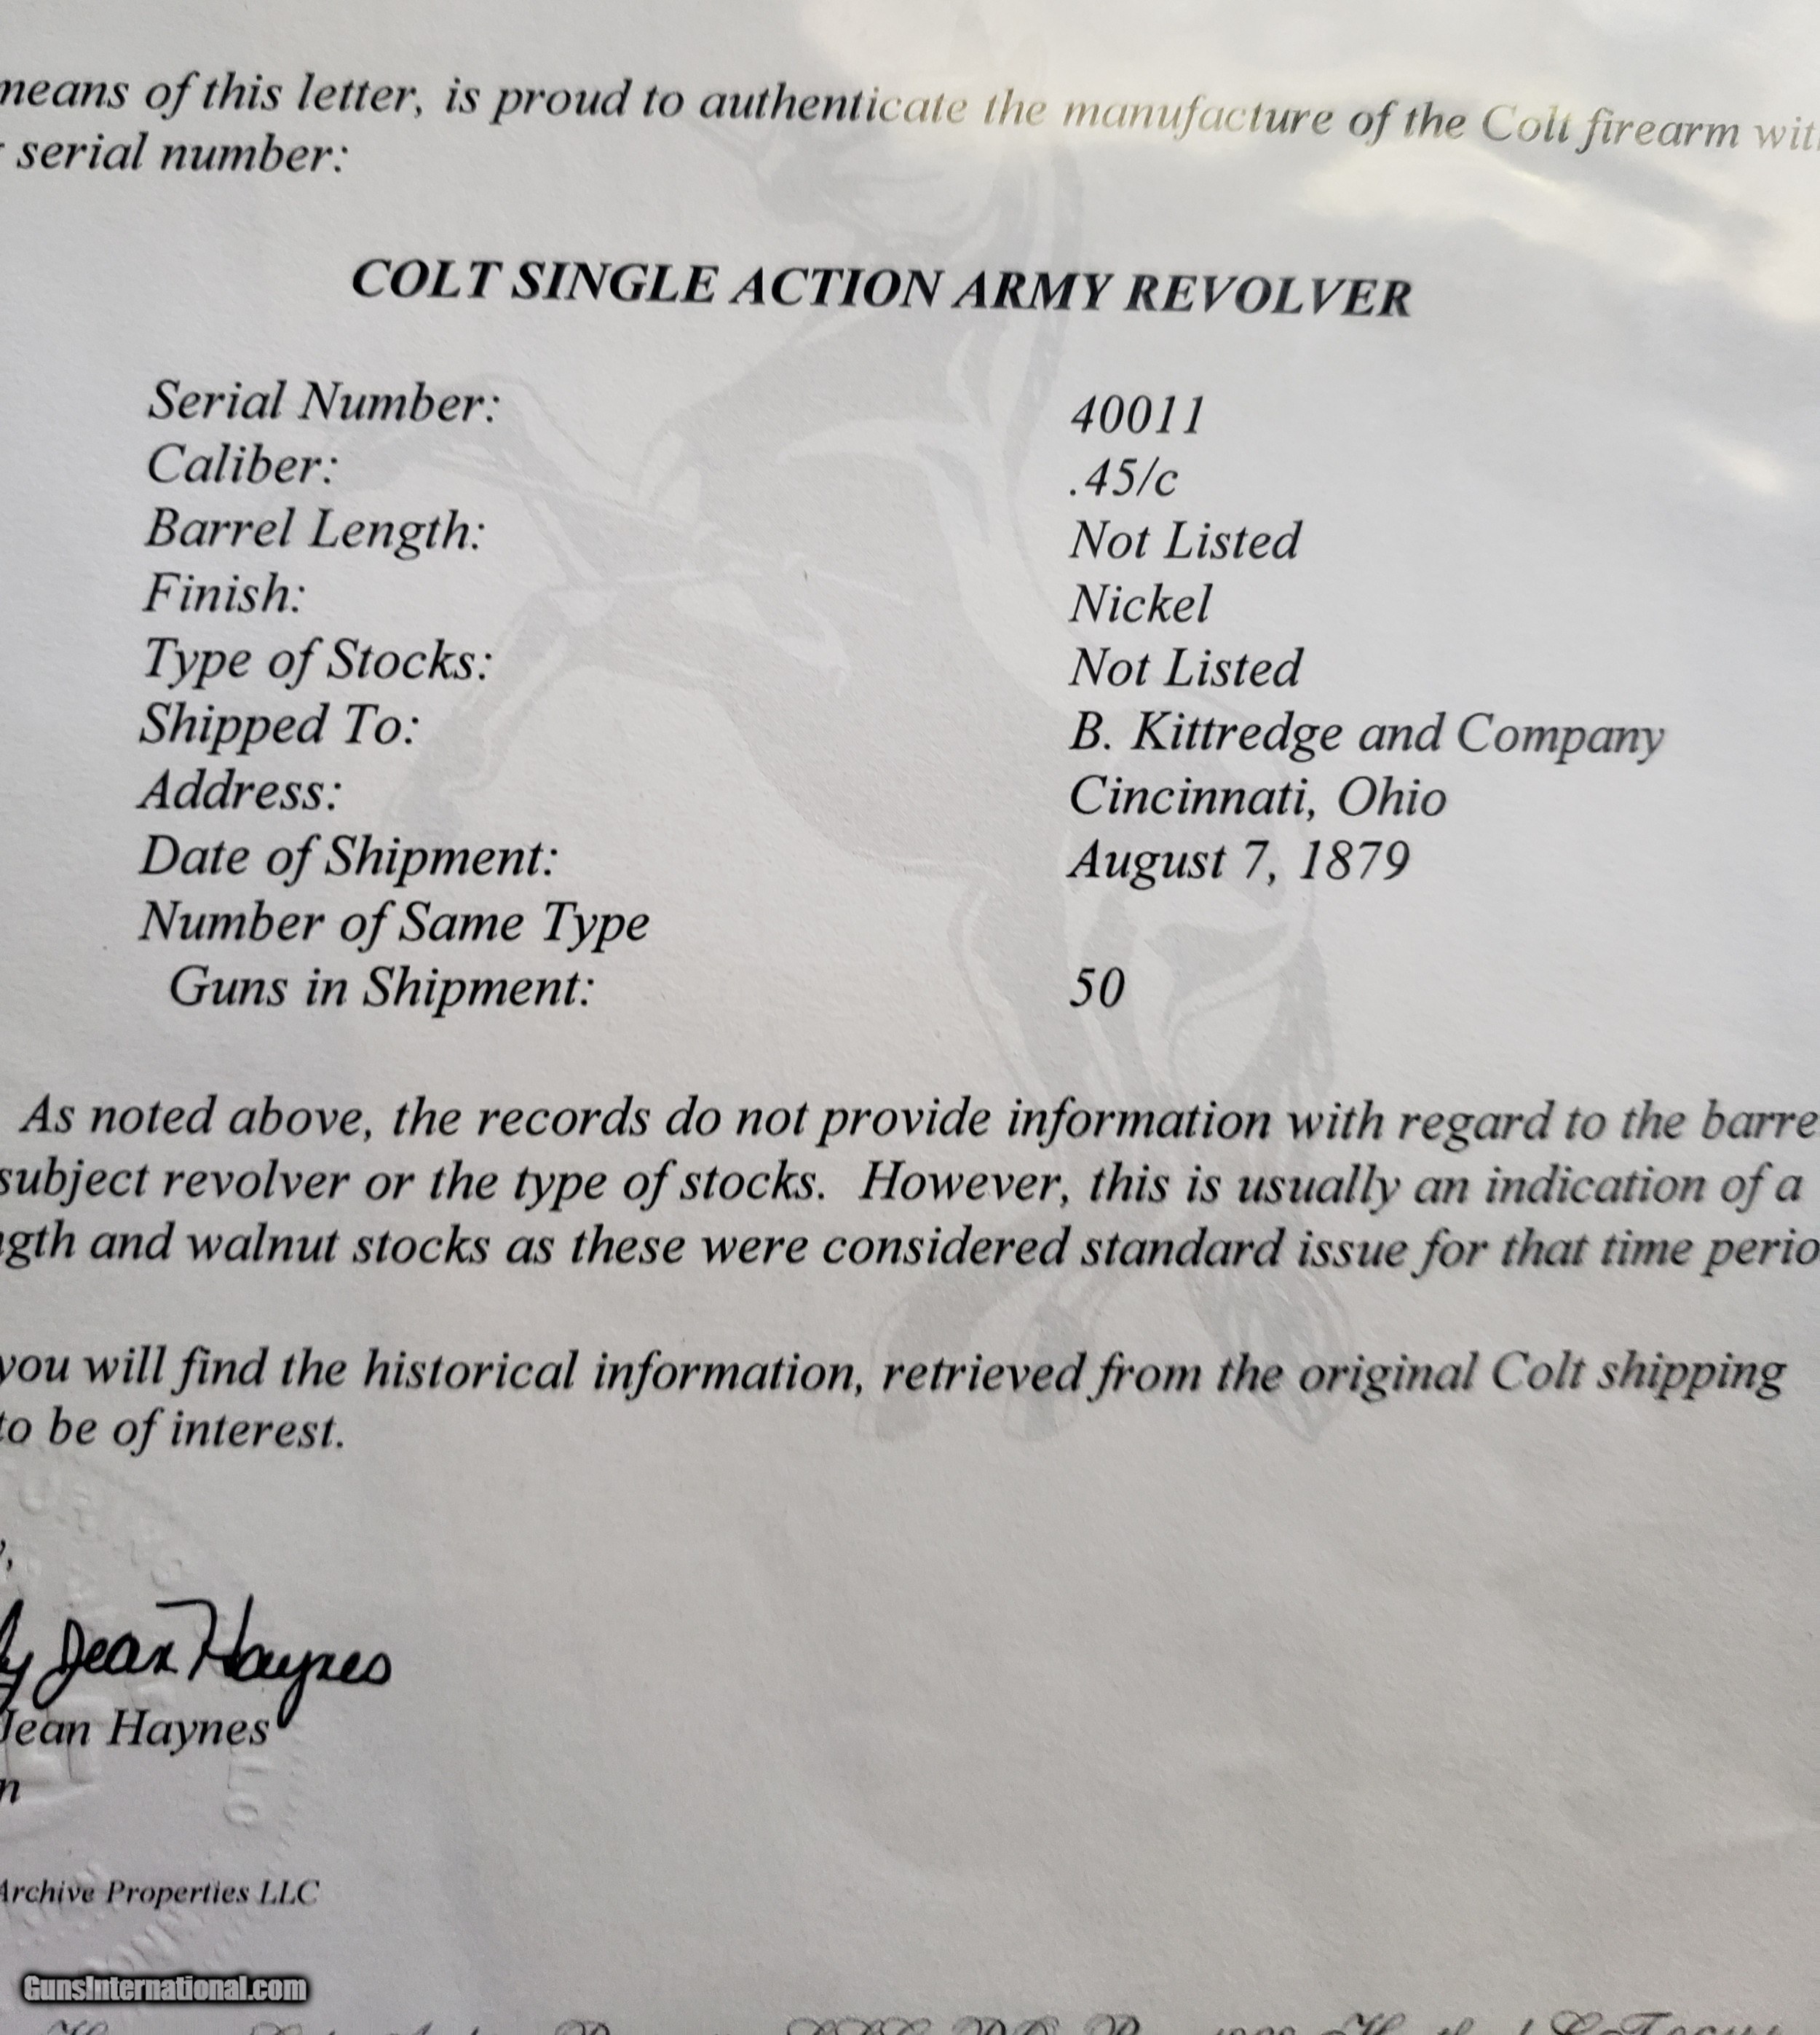 means of this letter, is proud to authenticate the manufacture of the Colt firearm with
serial number:
COLT SINGLE ACTION ARMY REVOLVER
Serial Number: 40011
Caliber: .45/c
Barrel Length: Not Listed
Finish: Nickel
Type of Stocks: Not Listed
Shipped To: B. Kittredge and Company
Address: Cincinnati, Ohio
Date of Shipment: August 7, 1879
Number of Same Type
Guns in Shipment: 50
As noted above, the records do not provide information with regard to the barre
subject revolver or the type of stocks. However, this is usually an indication of a
ngth and walnut stocks as these were considered standard issue for that time perio
you will find the historical information, retrieved from the original Colt shipping
to be of interest.
y Jean Haynes
Jean Haynes
n
Archive Properties LLC
GunsInternational.com